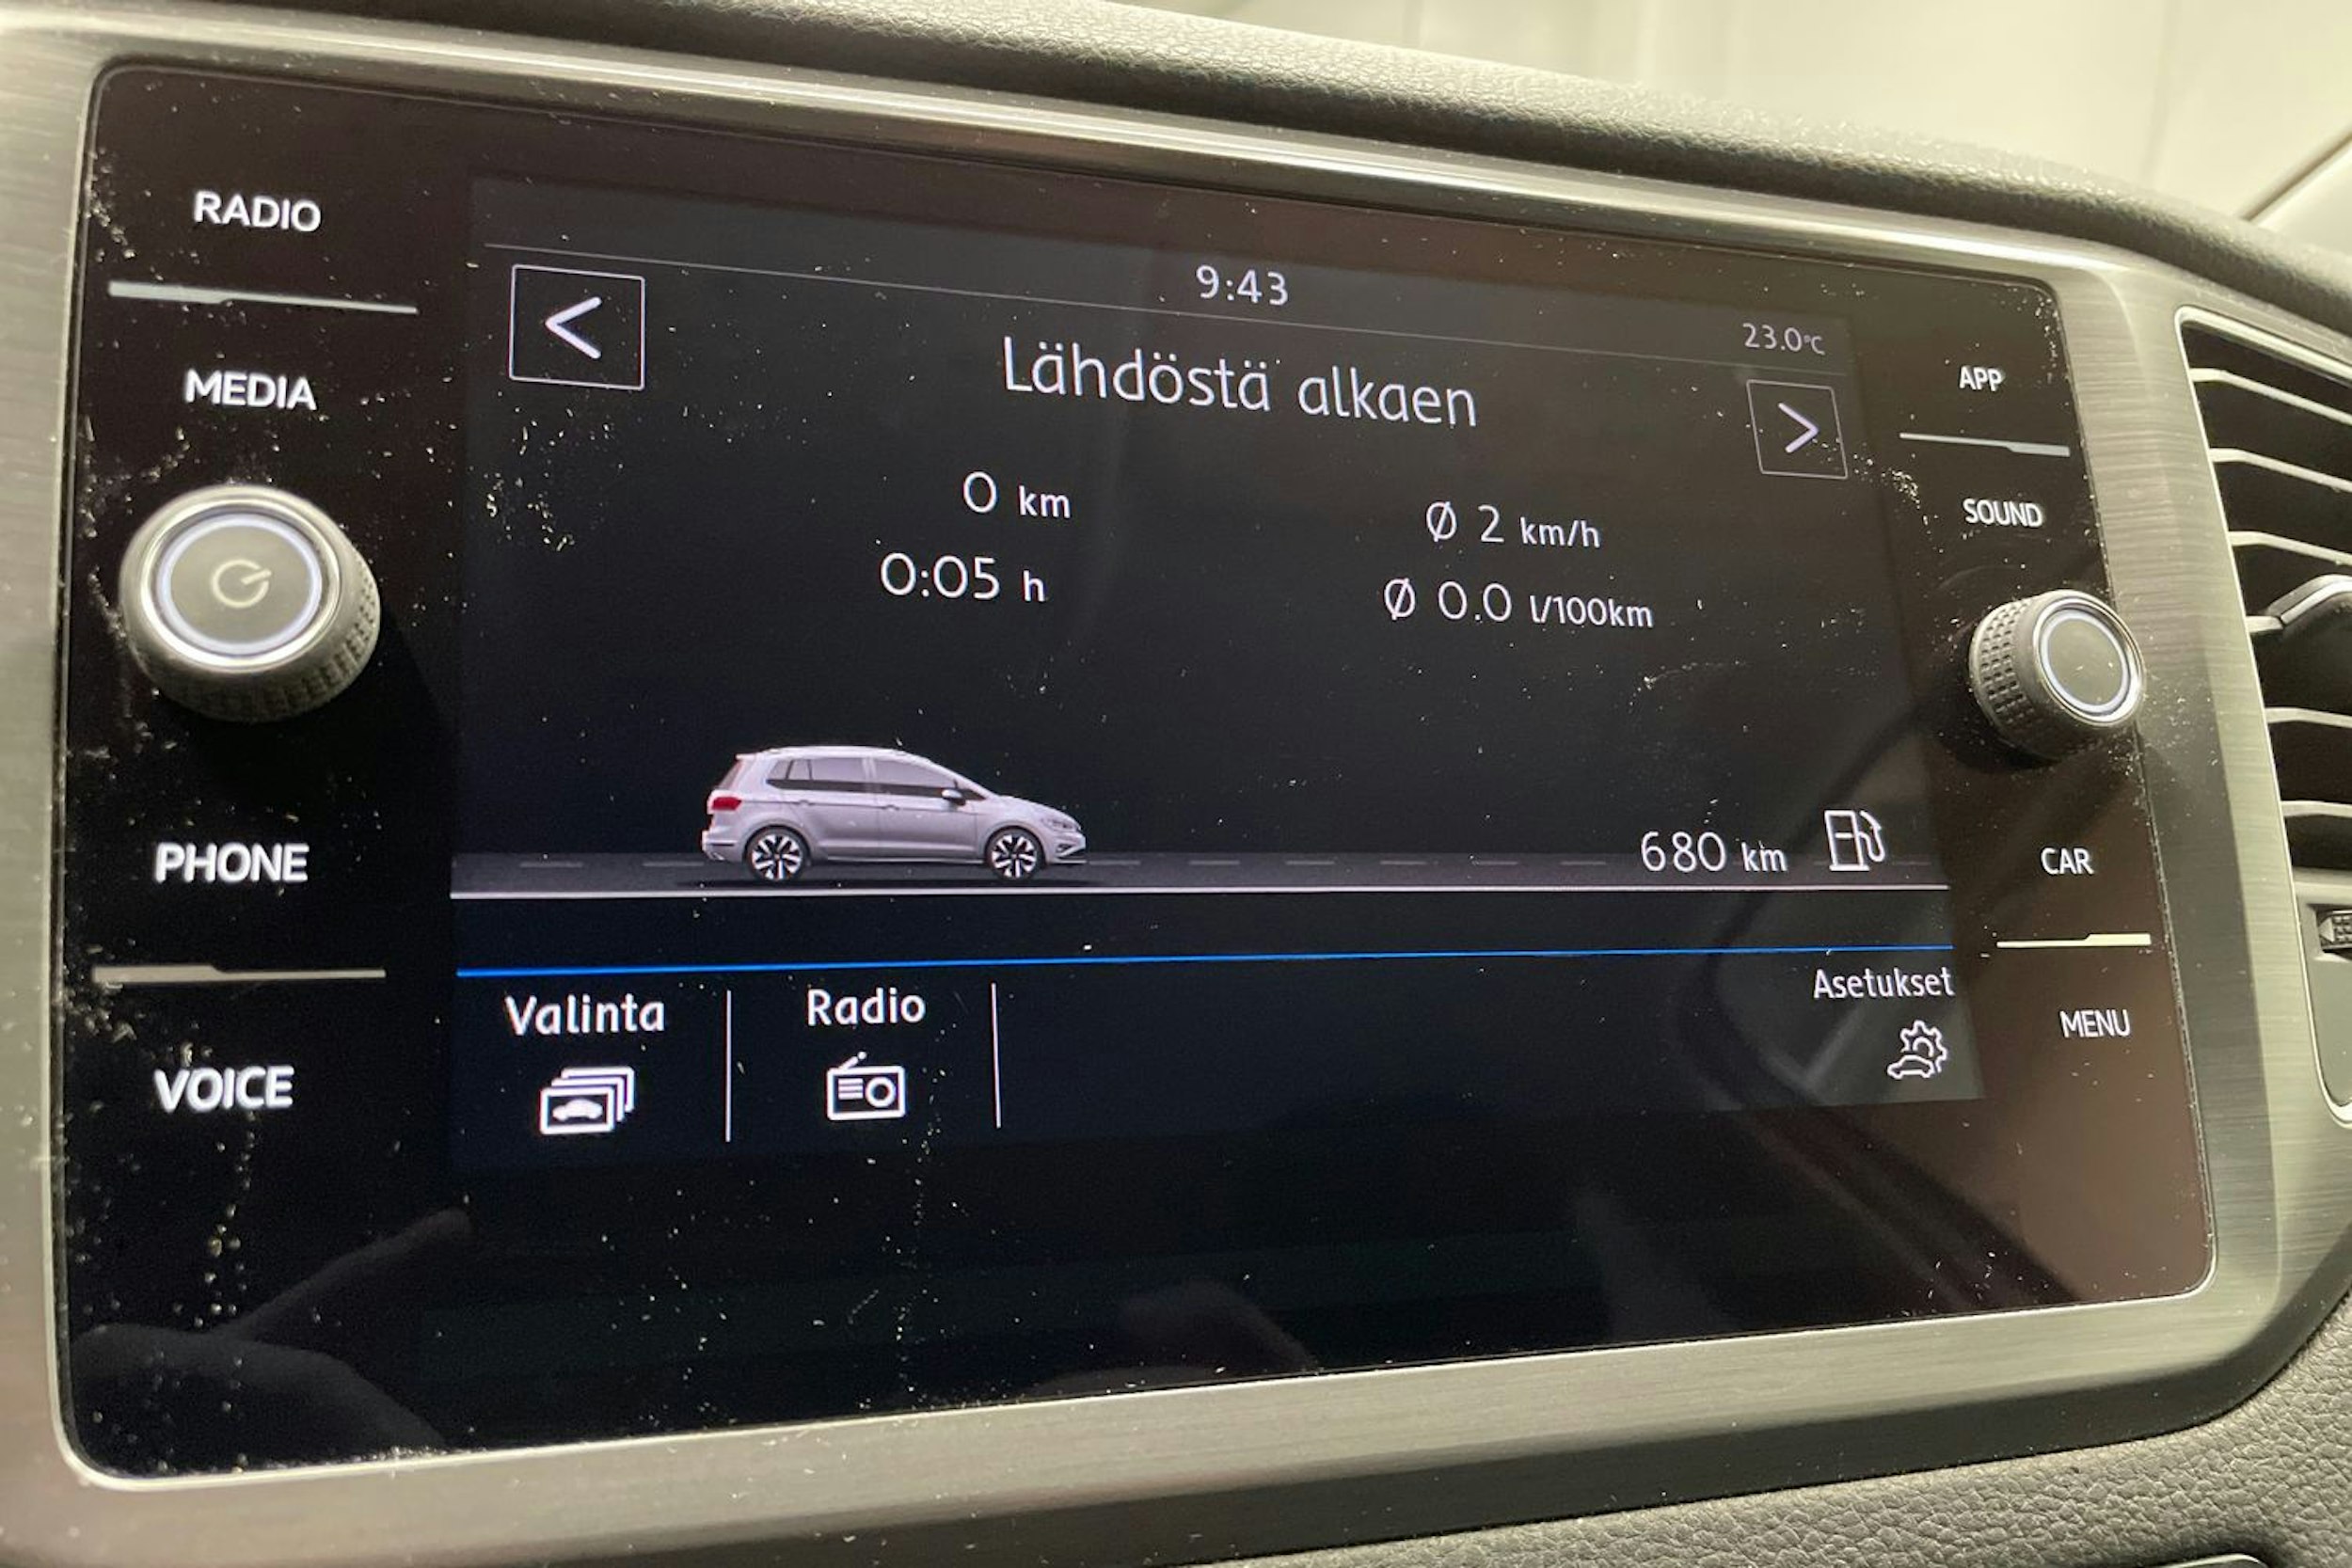 RADIO
MEDIA
PHONE
VOICE
9:43
23.0°C
<
Lähdöstä alkaen
>
0 km
Ø 2 km/h
0:05 h
Ø 0.0 l/100km
680 km
Valinta
Radio
Asetukset
APP
SOUND
CAR
MENU